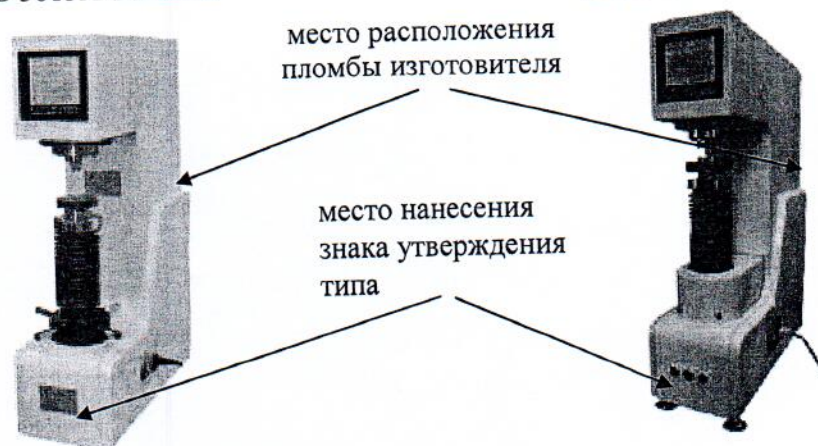 место расположения
пломбы изготовителя
место нанесения
знака утверждения
типа